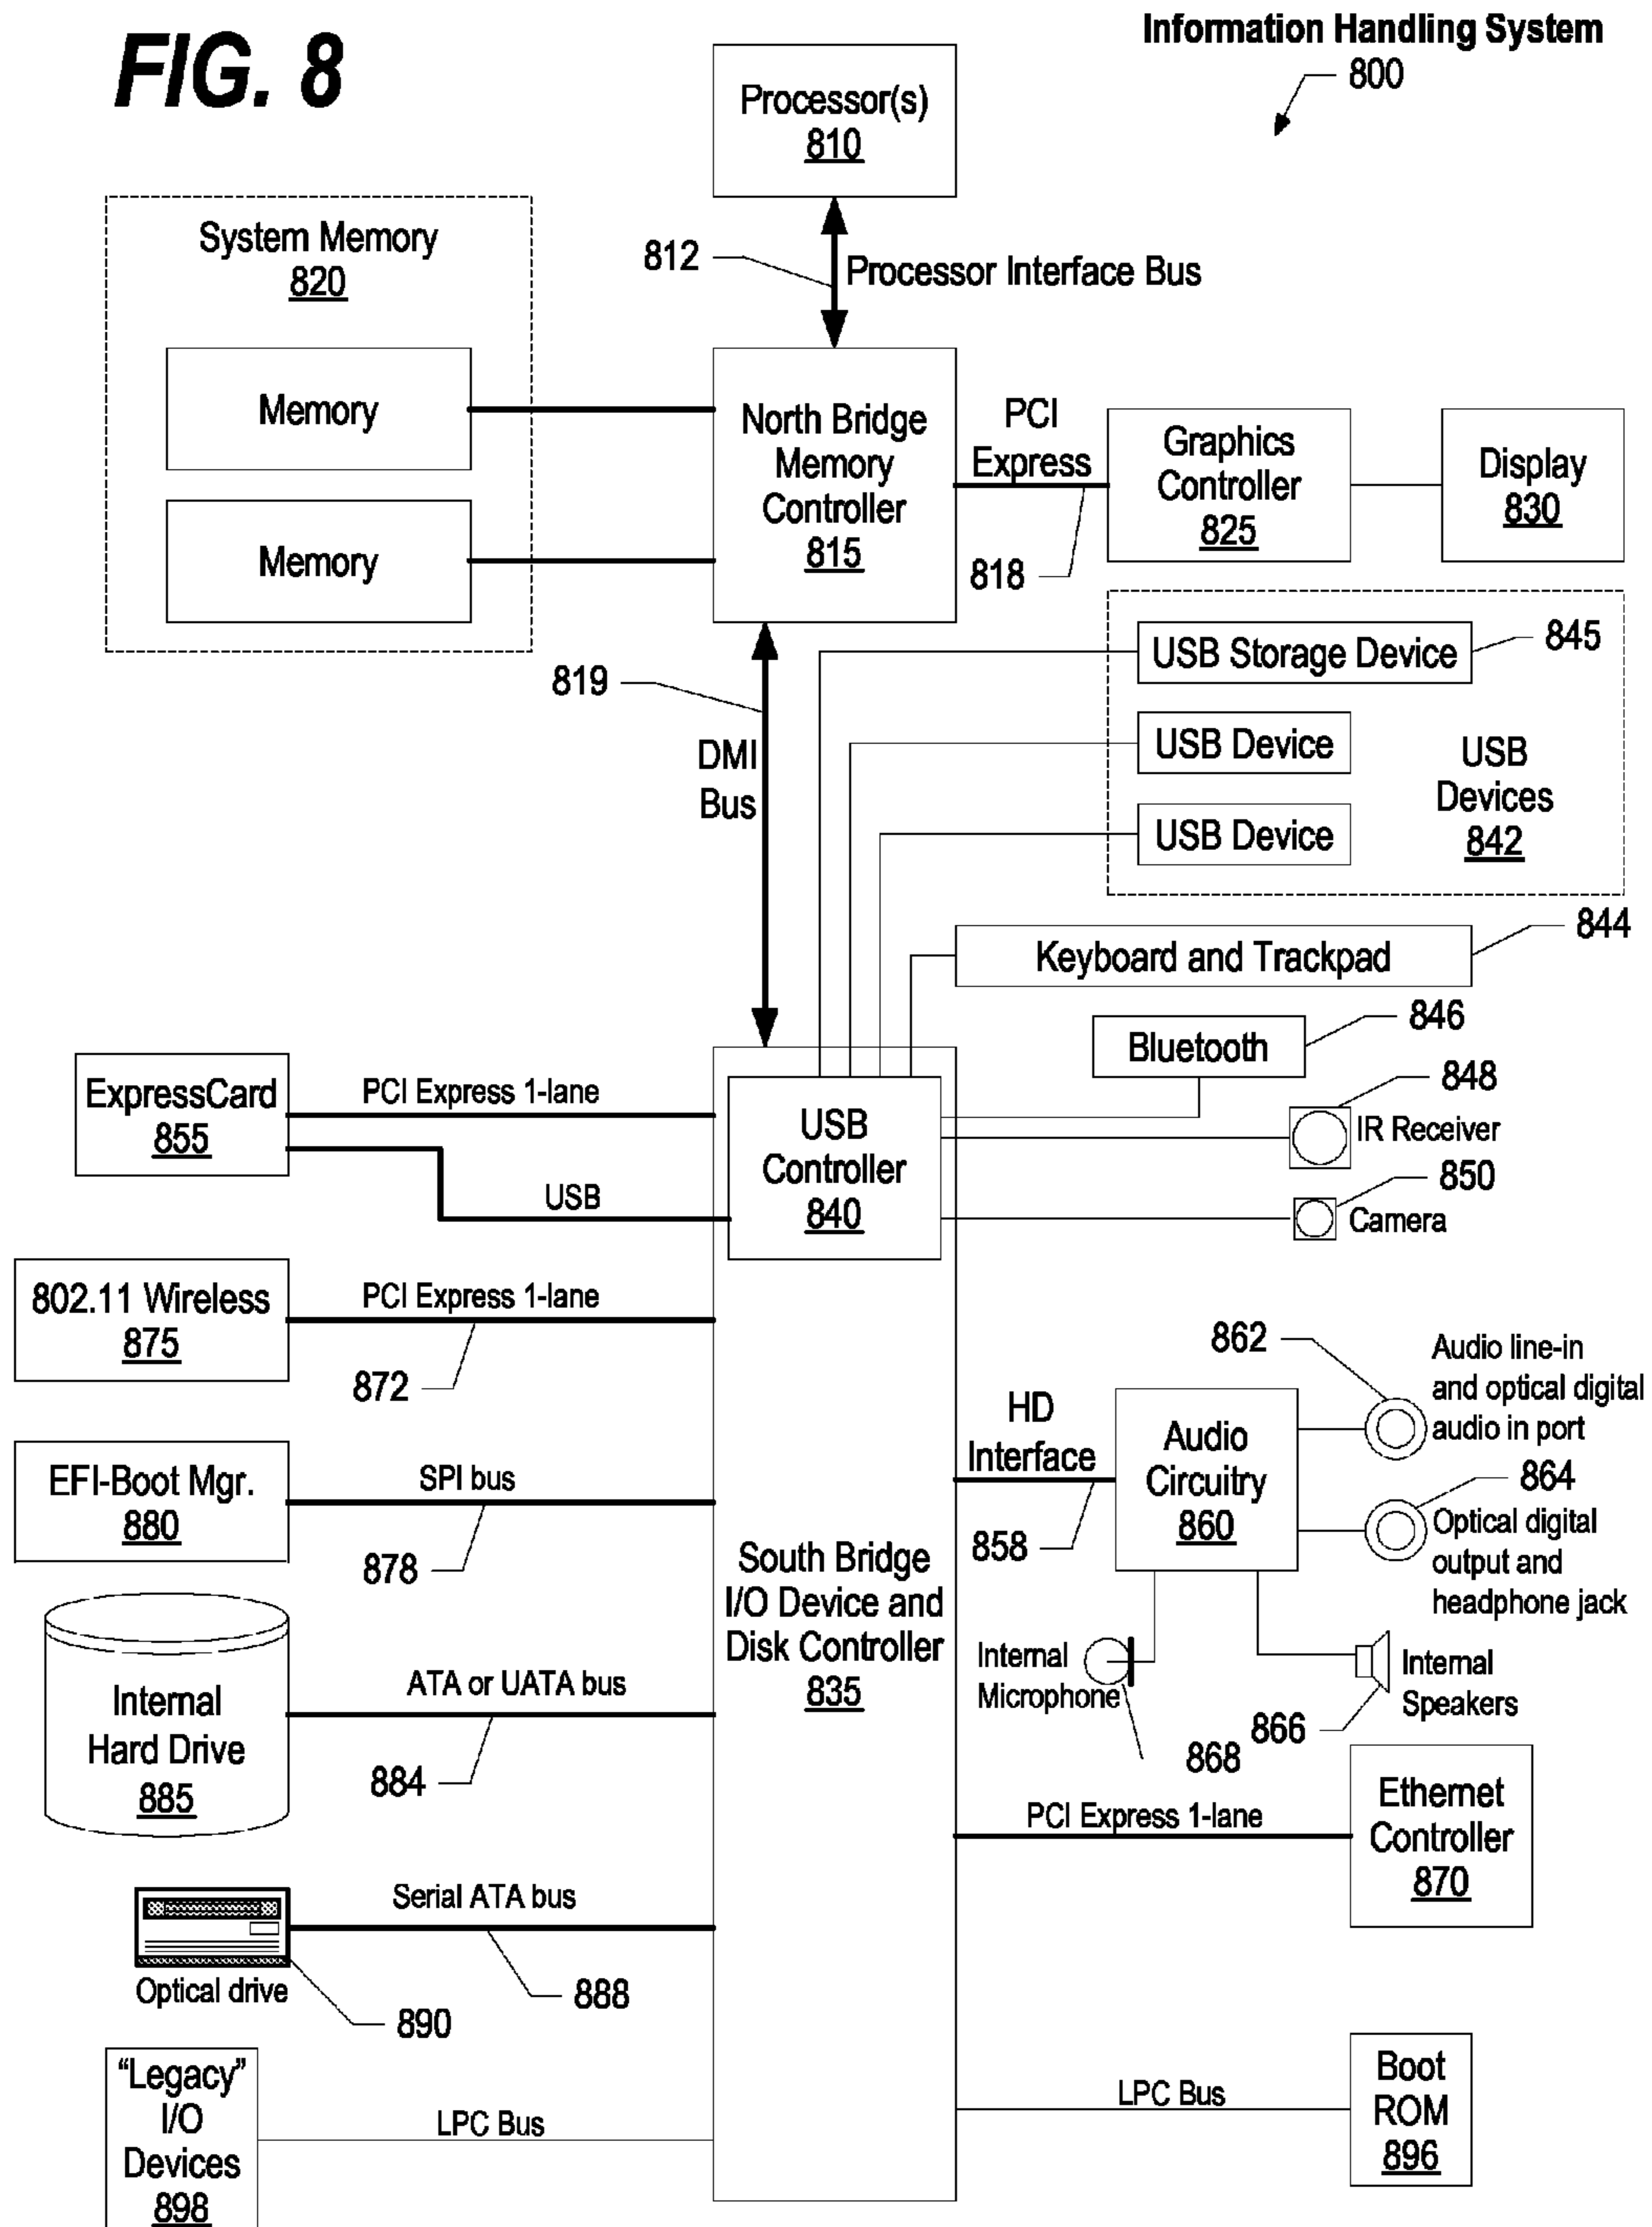 FIG. 8
Information Handling System
800
Processor(s)
810
System Memory
820
812
Processor Interface Bus
Memory
Memory
North Bridge
Memory
Controller
815
PCI
Express
818
Graphics
Controller
825
Display
830
819
DMI
Bus
USB Storage Device
845
USB Device
USB Device
USB
Devices
842
844
Keyboard and Trackpad
846
Bluetooth
848
IR Receiver
850
Camera
ExpressCard
855
PCI Express 1-lane
USB
USB
Controller
840
802.11 Wireless
875
PCI Express 1-lane
872
862
Audio line-in
and optical digital
audio in port
HD
Interface
858
Audio
Circuitry
860
864
Optical digital
output and
headphone jack
EFI-Boot Mgr.
880
SPI bus
878
South Bridge
I/O Device and
Disk Controller
835
Internal
Microphone
868
Internal
Speakers
866
Internal
Hard Drive
885
ATA or UATA bus
884
PCI Express 1-lane
Ethernet
Controller
870
Serial ATA bus
888
Optical drive
890
"Legacy"
I/O
Devices
898
LPC Bus
LPC Bus
Boot
ROM
896